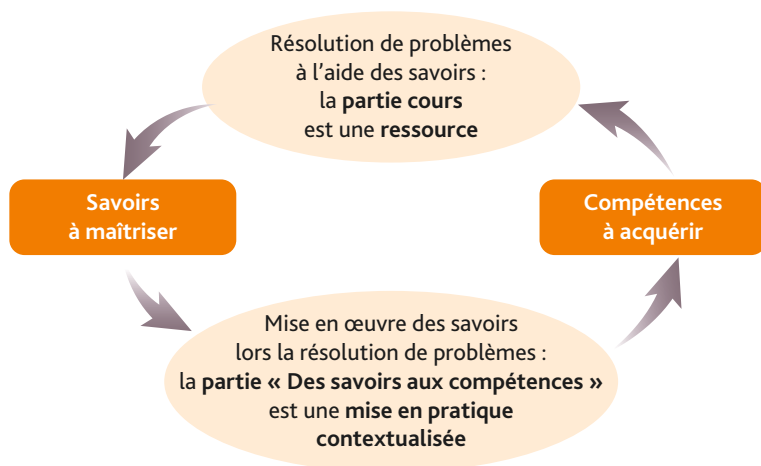 Résolution de problèmes
à l'aide des savoirs :
la partie cours
est une ressource
Savoirs
à maîtriser
Compétences
à acquérir
Mise en œuvre des savoirs
lors la résolution de problèmes :
la partie « Des savoirs aux compétences »
est une mise en pratique
contextualisée